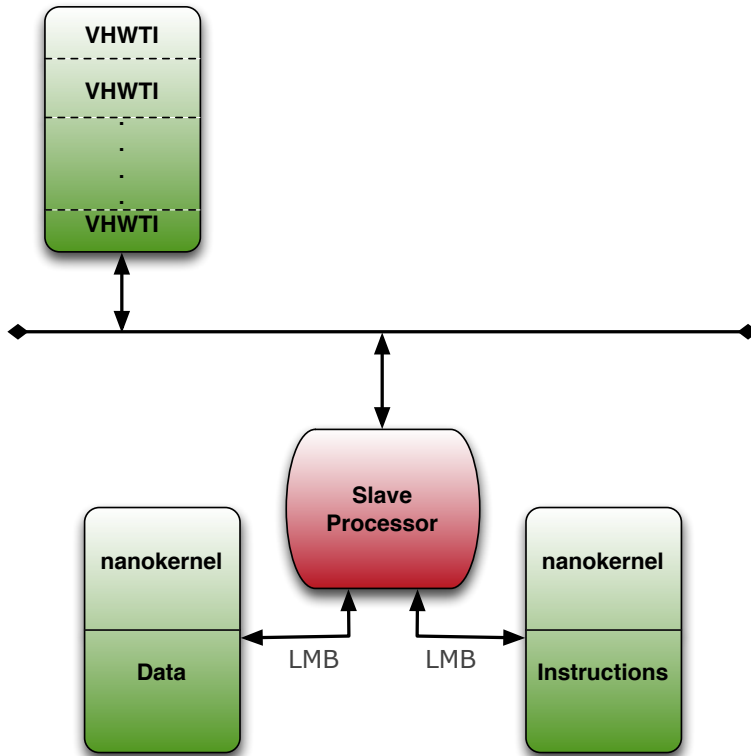 VHWTI
VHWTI
.
.
.
.
VHWTI
Slave
Processor
nanokernel
nanokernel
LMB
LMB
Data
Instructions